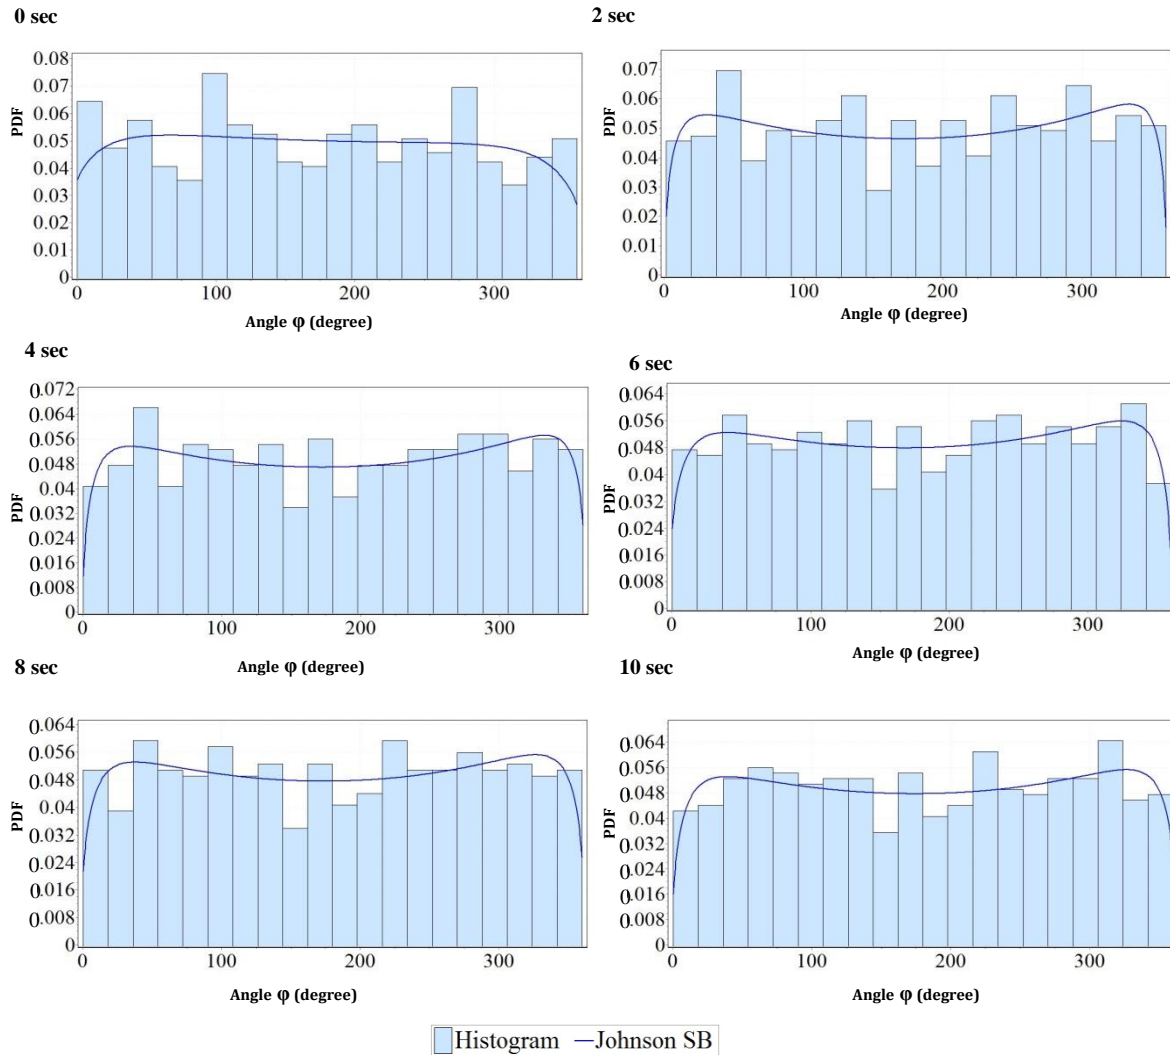 0 sec
2 sec
PDF
0.08
0.07
0.06
0.05
0.04
0.03
0.02
0.01
0
0 100 200 300
Angle φ (degree)
PDF
0.07
0.06
0.05
0.04
0.03
0.02
0.01
0
0 100 200 300
Angle φ (degree)
4 sec
6 sec
PDF
0.072
0.064
0.056
0.048
0.04
0.032
0.024
0.016
0.008
0
0 100 200 300
Angle φ (degree)
PDF
0.064
0.056
0.048
0.04
0.032
0.024
0.016
0.008
0
0 100 200 300
Angle φ (degree)
8 sec
10 sec
PDF
0.064
0.056
0.048
0.04
0.032
0.024
0.016
0.008
0
0 100 200 300
Angle φ (degree)
PDF
0.064
0.056
0.048
0.04
0.032
0.024
0.016
0.008
0
0 100 200 300
Angle φ (degree)
Histogram Johnson SB